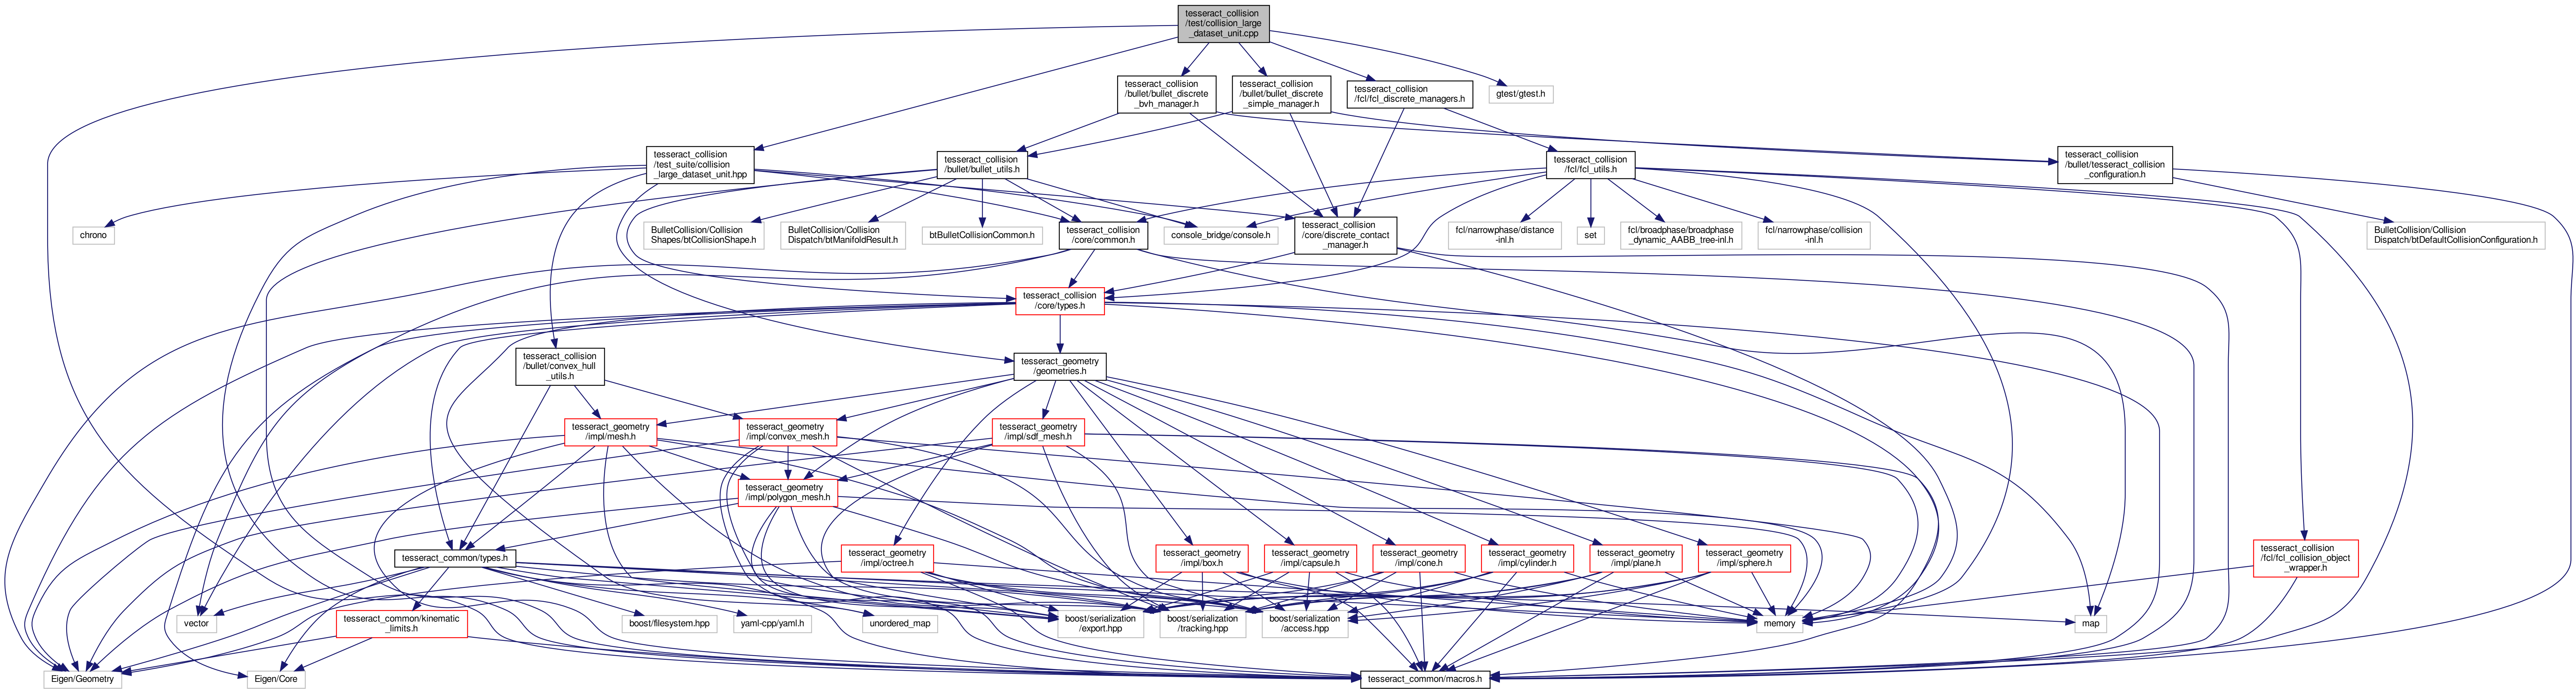 tesseract_collision
/test/collision_large
_dataset_unit.cpp
tesseract_collision
/bullet/bullet_discrete
_bvh_manager.h
tesseract_collision
/bullet/bullet_discrete
_simple_manager.h
tesseract_collision
/fcl/fcl_discrete_managers.h
gtest/gtest.h
tesseract_collision
/test_suite/collision
_large_dataset_unit.hpp
tesseract_collision
/bullet/bullet_utils.h
tesseract_collision
/fcl/fcl_utils.h
tesseract_collision
/bullet/tesseract_collision
_configuration.h
chrono
BulletCollision/Collision
Shapes/btCollisionShape.h
BulletCollision/Collision
Dispatch/btManifoldResult.h
btBulletCollisionCommon.h
tesseract_collision
/core/common.h
console_bridge/console.h
tesseract_collision
/core/discrete_contact
_manager.h
fcl/narrowphase/distance
-inl.h
set
fcl/broadphase/broadphase
_dynamic_AABB_tree-inl.h
fcl/narrowphase/collision
-inl.h
BulletCollision/Collision
Dispatch/btDefaultCollisionConfiguration.h
tesseract_collision
/core/types.h
tesseract_collision
/bullet/convex_hull
_utils.h
tesseract_geometry
/geometries.h
tesseract_geometry
/impl/mesh.h
tesseract_geometry
/impl/convex_mesh.h
tesseract_geometry
/impl/sdf_mesh.h
tesseract_geometry
/impl/polygon_mesh.h
tesseract_common/types.h
tesseract_geometry
/impl/octree.h
tesseract_geometry
/impl/box.h
tesseract_geometry
/impl/capsule.h
tesseract_geometry
/impl/cone.h
tesseract_geometry
/impl/cylinder.h
tesseract_geometry
/impl/plane.h
tesseract_geometry
/impl/sphere.h
tesseract_collision
/fcl/fcl_collision_object
_wrapper.h
vector
tesseract_common/kinematic
_limits.h
boost/filesystem.hpp
yaml-cpp/yaml.h
unordered_map
boost/serialization
/export.hpp
boost/serialization
/tracking.hpp
boost/serialization
/access.hpp
memory
map
Eigen/Geometry
Eigen/Core
tesseract_common/macros.h